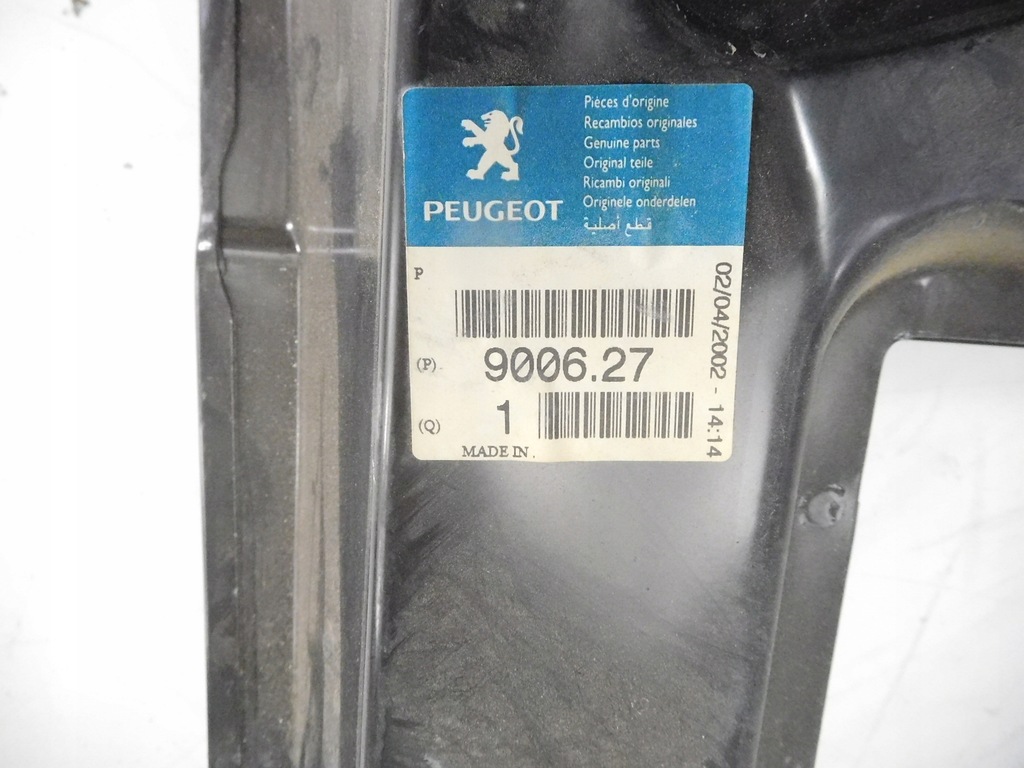 PEUGEOT
Pièces d'origine
Recambios originales
Genuine parts
Original teile
Ricambi originali
Originele onderdelen
قطع أصلية
P
(P) 9006.27
(Q) 1
MADE IN .
02/04/2002 - 14:14